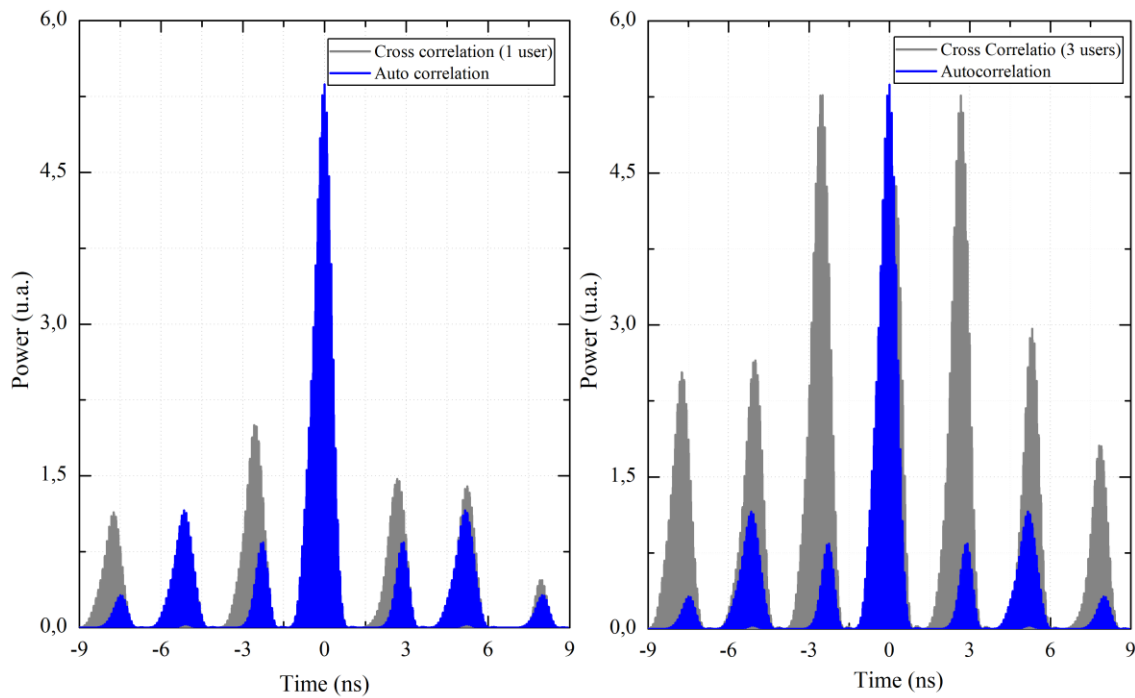 6,0
4,5
3,0
1,5
0,0
Power (u.a.)
Cross correlation (1 user)
Auto correlation
-9 -6 -3 0 3 6 9
Time (ns)
6,0
4,5
3,0
1,5
0,0
Power (u.a.)
Cross Correlatio (3 users)
Autocorrelation
-9 -6 -3 0 3 6 9
Time (ns)